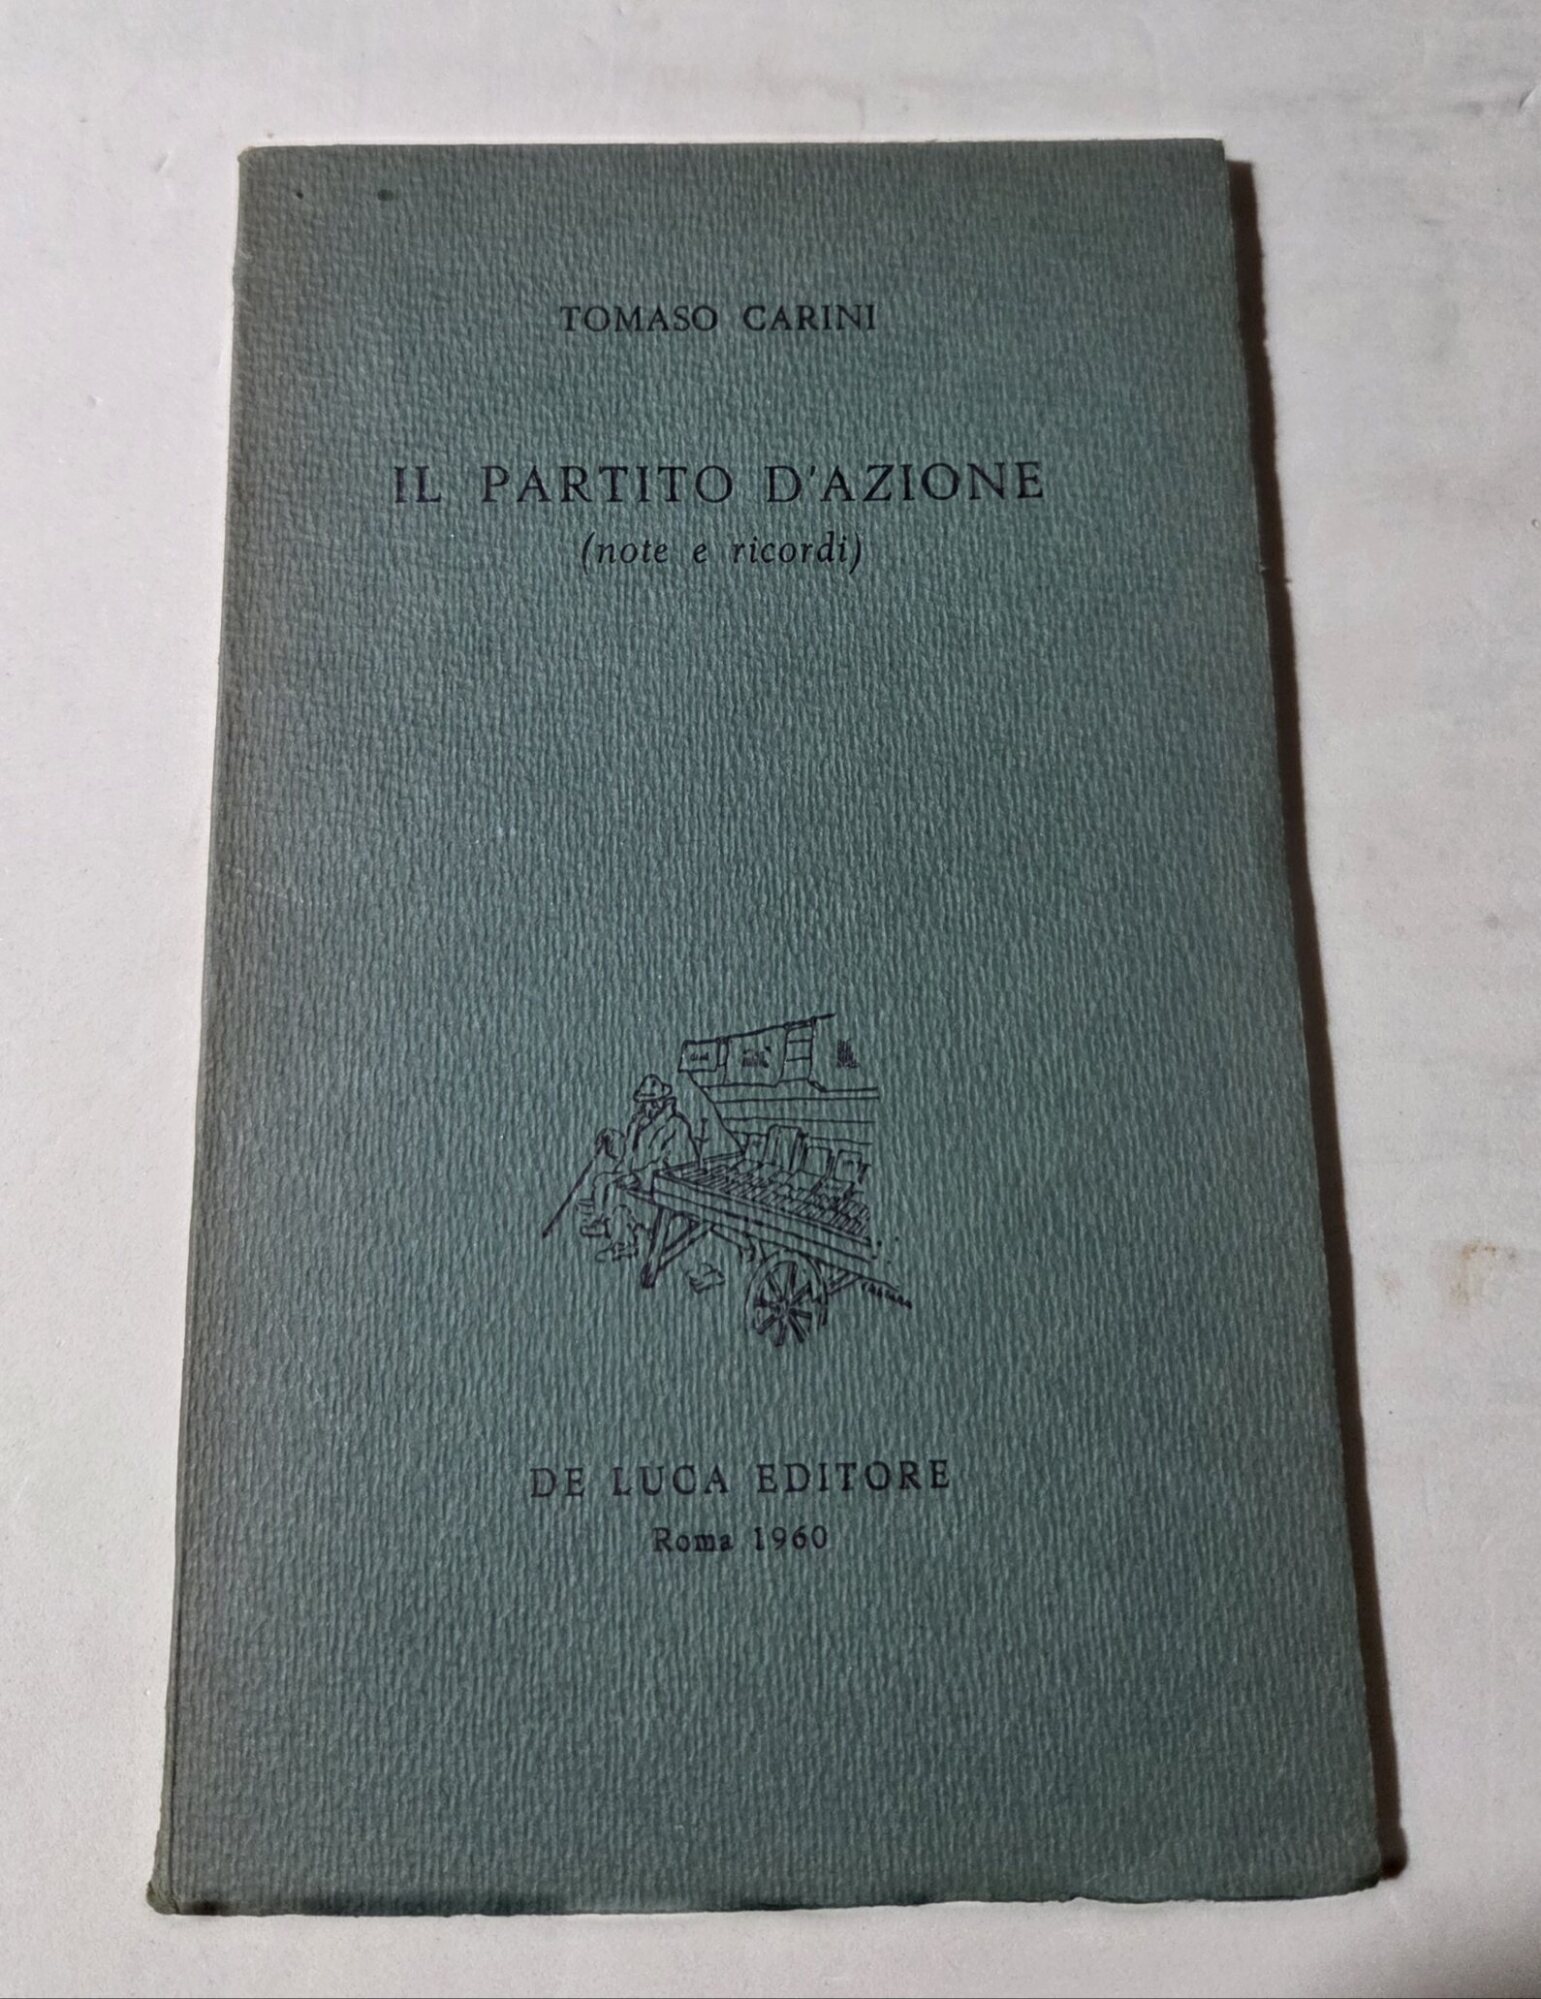 TOMASO CARINI
IL PARTITO D'AZIONE
(note e ricordi)
DE LUCA EDITORE
Roma 1960